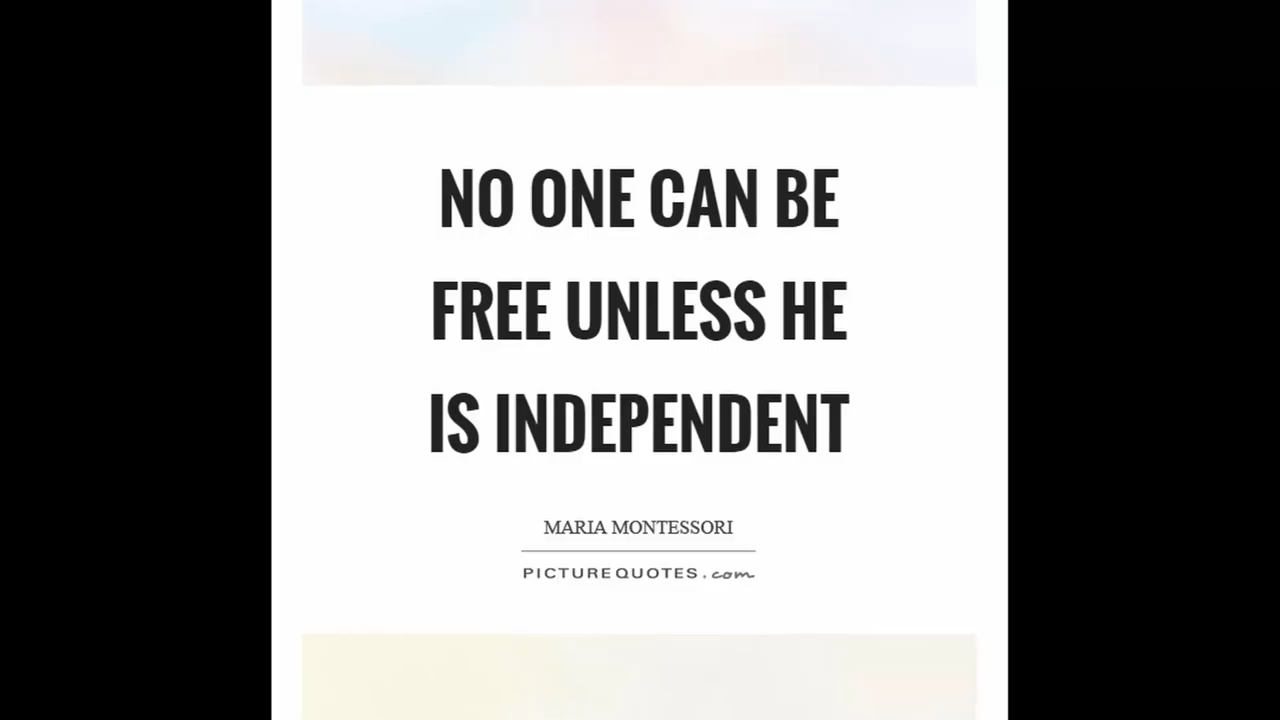 NO ONE CAN BE
FREE UNLESS HE
IS INDEPENDENT
MARIA MONTESSORI
PICTUREQUOTES.com